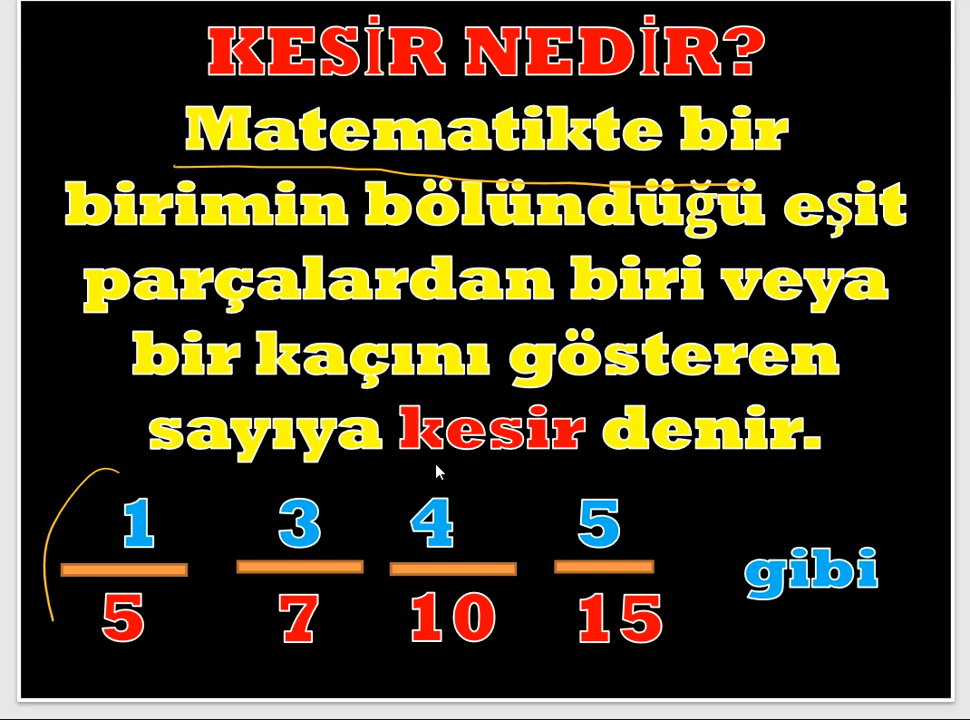 KESİR NEDİR?
Matematikte bir
birimin bölündüğü eşit
parçalardan biri veya
bir kaçını gösteren
sayıya kesir denir.
1 3 4 5
gibi
5 7 10 15